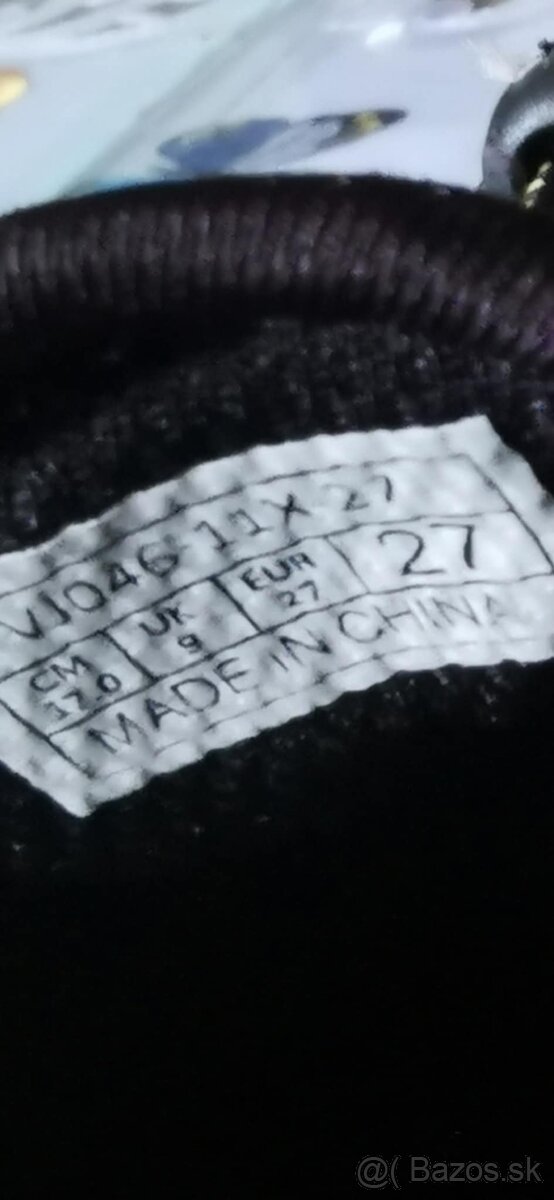 VJ046 11X 27
CM 17.0 UK 9 EUR 27 27
MADE IN CHINA
@( Bazos.sk